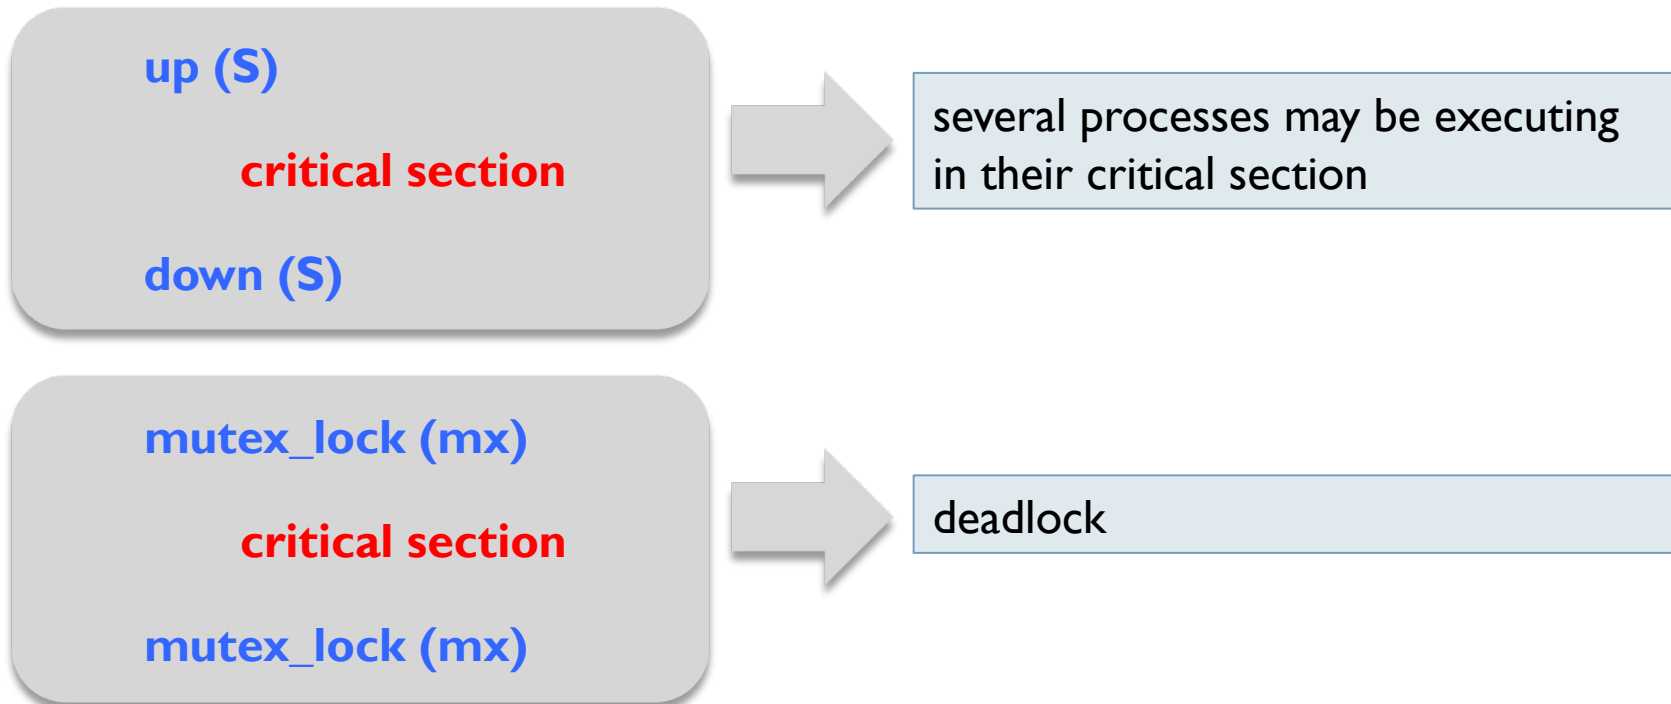 up (S)
critical section
down (S)
several processes may be executing
in their critical section
mutex_lock (mx)
critical section
mutex_lock (mx)
deadlock